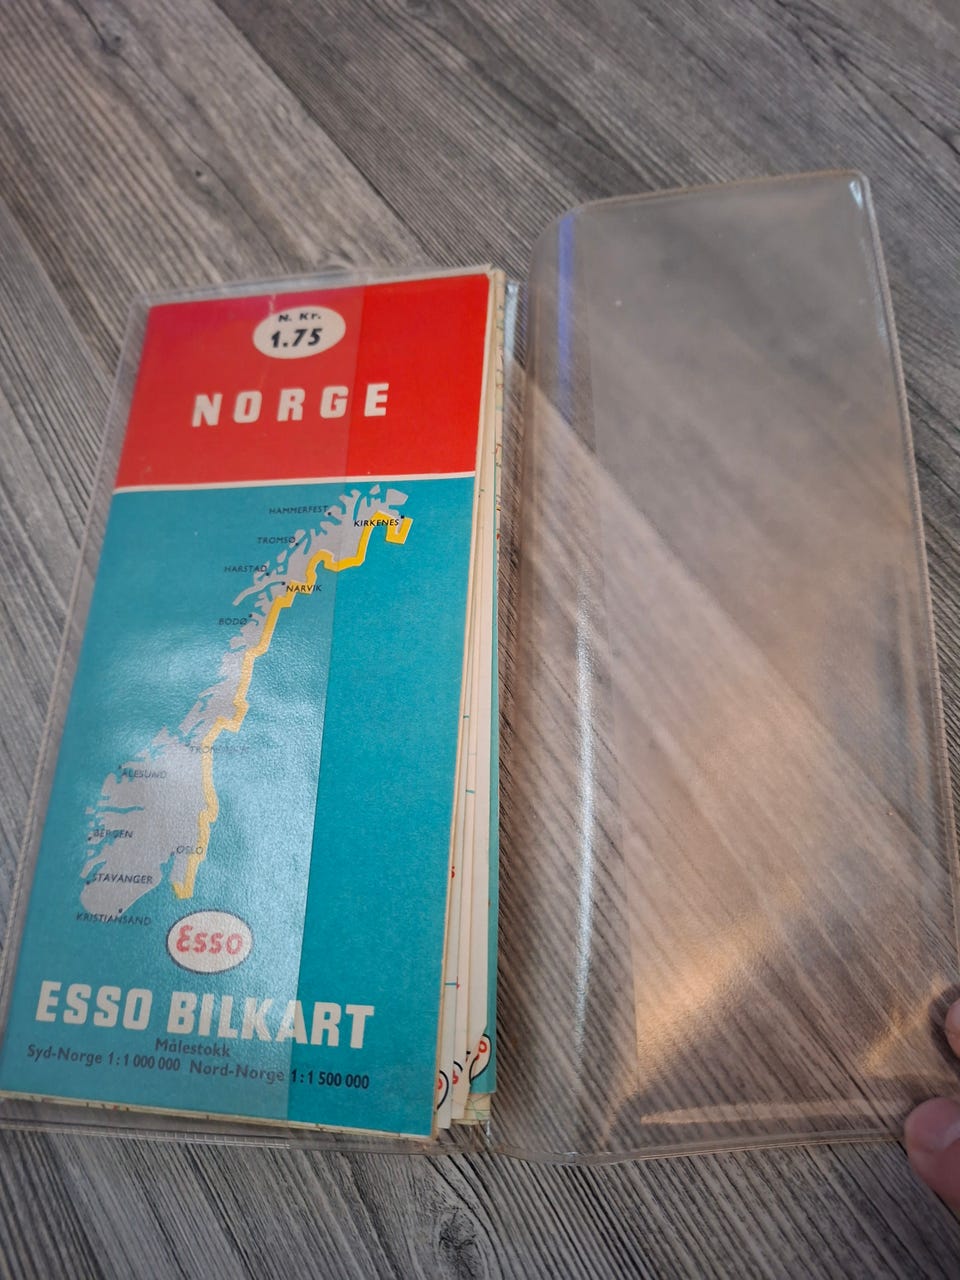 N. Kr.
1.75
NORGE
HAMMERFEST
KIRKENES
TROMSØ
HARSTAD
NARVIK
BODØ
TRONDHEIM
ÅLESUND
BERGEN
OSLO
STAVANGER
KRISTIANSAND
Esso
ESSO BILKART
Målestokk
Syd-Norge 1:1 000 000 Nord-Norge 1:1 500 000